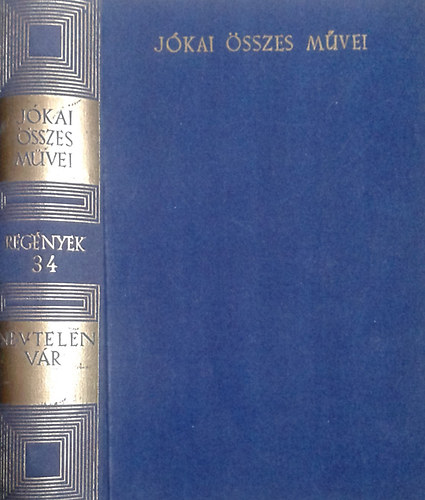 JÓKAI ÖSSZES MŰVEI
JÓKAI
ÖSSZES
MŰVEI
REGÉNYEK
34
NÉVTELEN
VÁR